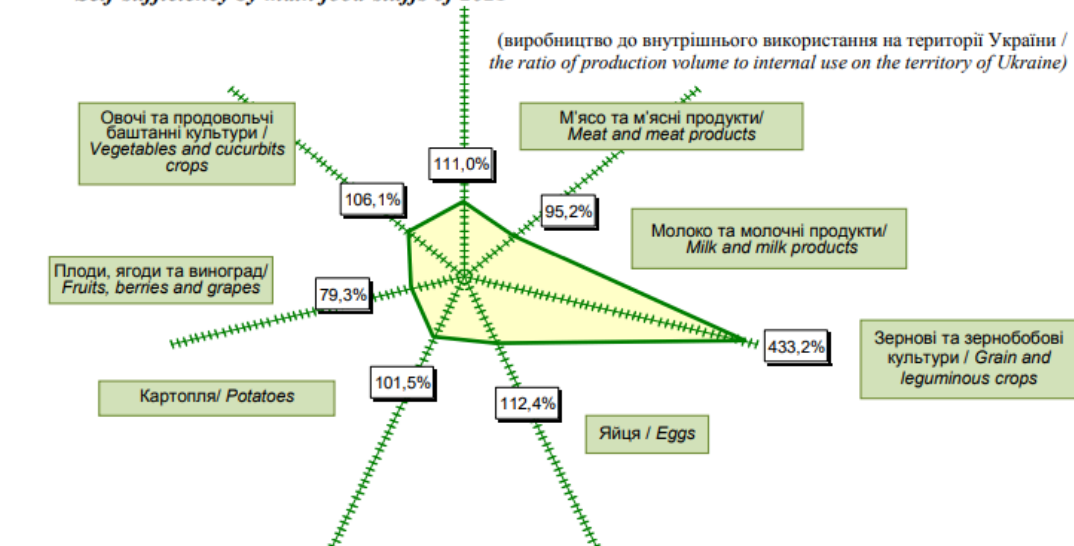 (виробництво до внутрішнього використання на території України /
the ratio of production volume to internal use on the territory of Ukraine)
Овочі та продовольчі
баштанні культури /
Vegetables and cucurbits
crops
М'ясо та м'ясні продукти/
Meat and meat products
111,0%
106,1%
95,2%
Молоко та молочні продукти/
Milk and milk products
Плоди, ягоди та виноград/
Fruits, berries and grapes
79,3%
433,2%
Зернові та зернобобові
культури / Grain and
leguminous crops
Картопля/ Potatoes
101,5%
112,4%
Яйця / Eggs